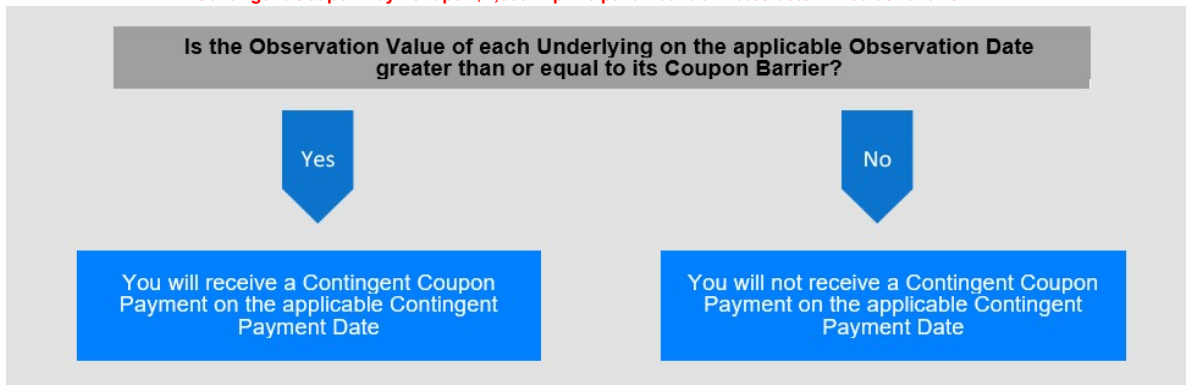 Is the Observation Value of each Underlying on the applicable Observation Date
greater than or equal to its Coupon Barrier?
Yes
No
You will receive a Contingent Coupon
Payment on the applicable Contingent
Payment Date
You will not receive a Contingent Coupon
Payment on the applicable Contingent
Payment Date